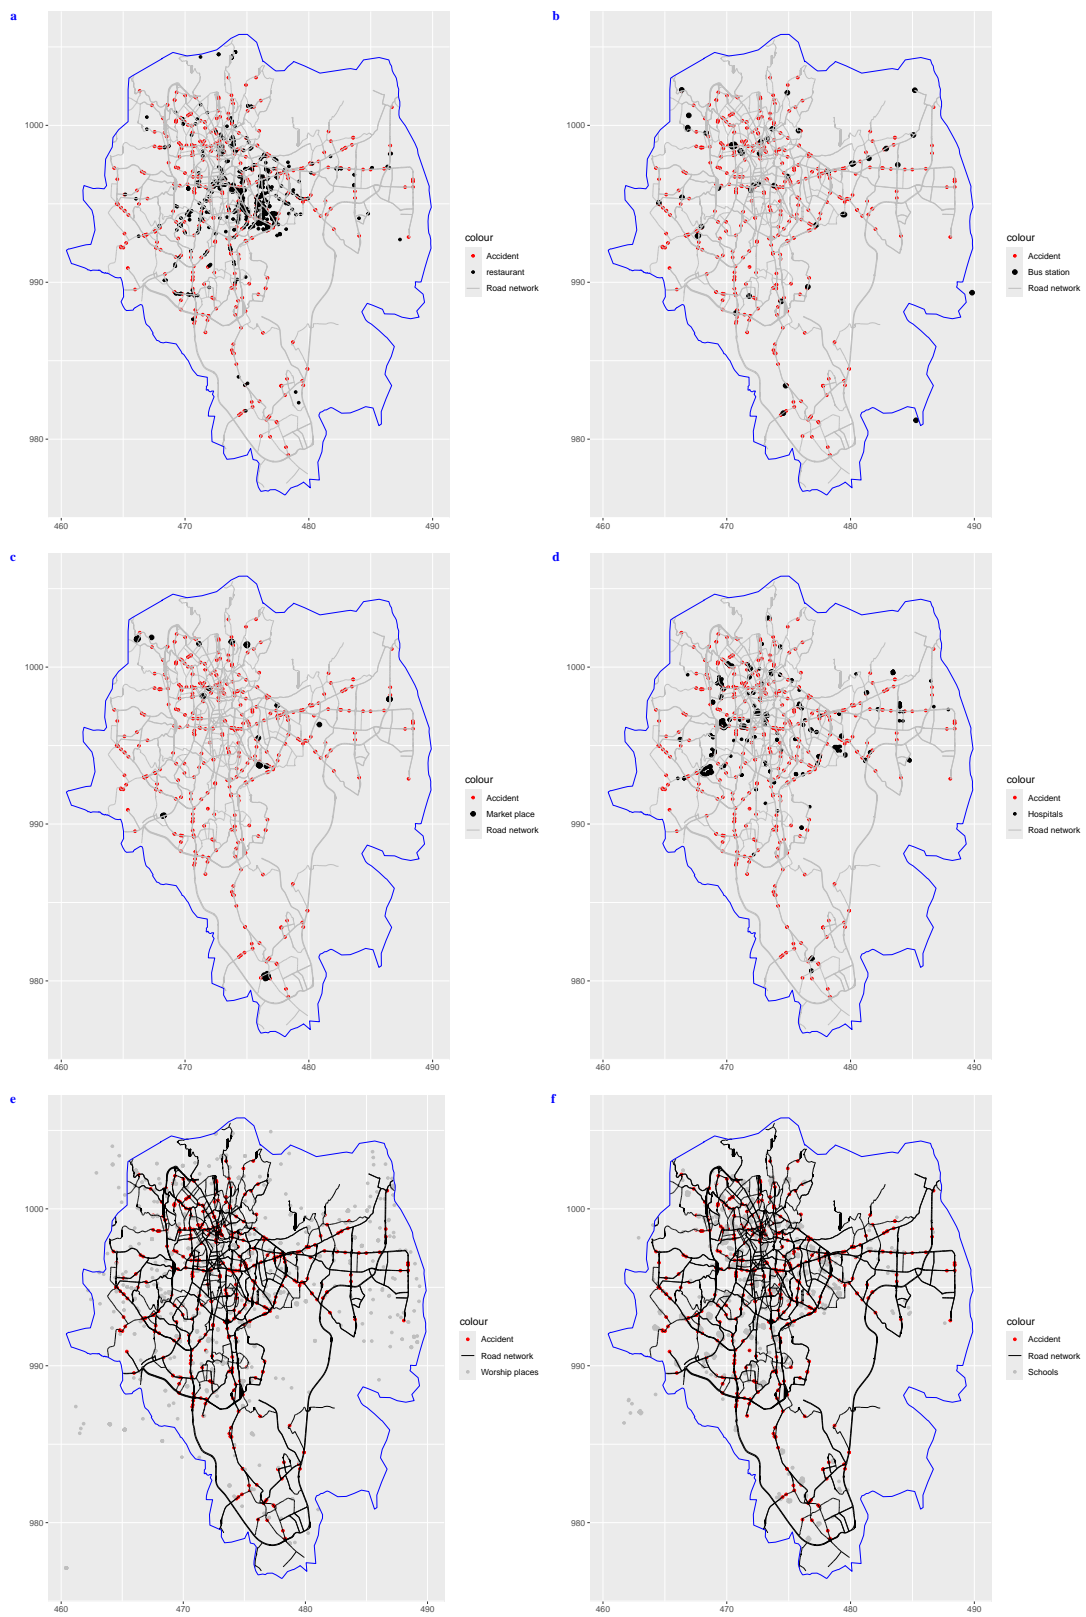 a
b
1000
990
980
460
470
480
490
colour
Accident
restaurant
Road network
1000
990
980
460
470
480
490
colour
Accident
Bus station
Road network
c
d
1000
990
980
460
470
480
490
colour
Accident
Market place
Road network
1000
990
980
460
470
480
490
colour
Accident
Hospitals
Road network
e
f
1000
990
980
460
470
480
490
colour
Accident
Road network
Worship places
1000
990
980
460
470
480
490
colour
Accident
Road network
Schools